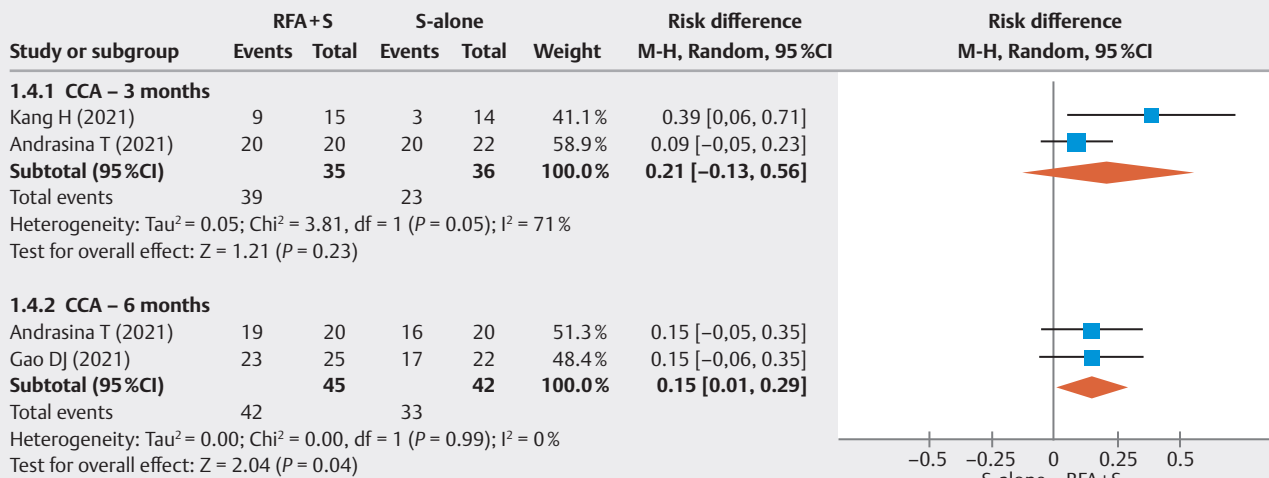 RFA+S S-alone Risk difference Risk difference
Study or subgroup Events Total Events Total Weight M-H, Random, 95%CI M-H, Random, 95%CI
1.4.1 CCA – 3 months
Kang H (2021) 9 15 3 14 41.1% 0.39 [0,06, 0.71]
Andrasina T (2021) 20 20 20 22 58.9% 0.09 [–0,05, 0.23]
Subtotal (95%CI) 35 36 100.0% 0.21 [–0.13, 0.56]
Total events 39 23
Heterogeneity: Tau² = 0.05; Chi² = 3.81, df = 1 (P = 0.05); I² = 71%
Test for overall effect: Z = 1.21 (P = 0.23)
1.4.2 CCA – 6 months
Andrasina T (2021) 19 20 16 20 51.3% 0.15 [–0,05, 0.35]
Gao DJ (2021) 23 25 17 22 48.4% 0.15 [–0,06, 0.35]
Subtotal (95%CI) 45 42 100.0% 0.15 [0.01, 0.29]
Total events 42 33
Heterogeneity: Tau² = 0.00; Chi² = 0.00, df = 1 (P = 0.99); I² = 0%
Test for overall effect: Z = 2.04 (P = 0.04)
–0.5 –0.25 0 0.25 0.5
S-alone RFA+S